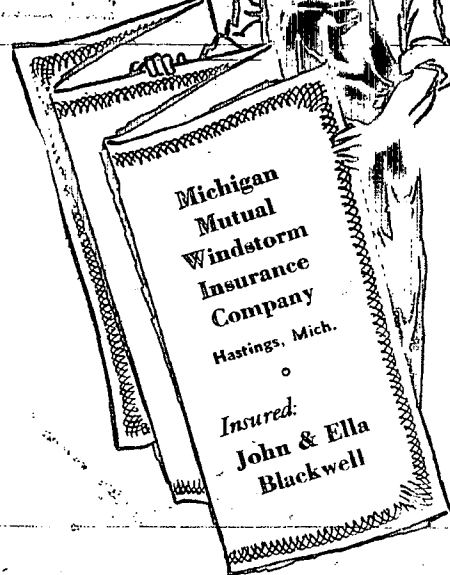 Michigan
Mutual
Windstorm
Insurance
Company
Hastings, Mich.
Insured:
John & Ella
Blackwell